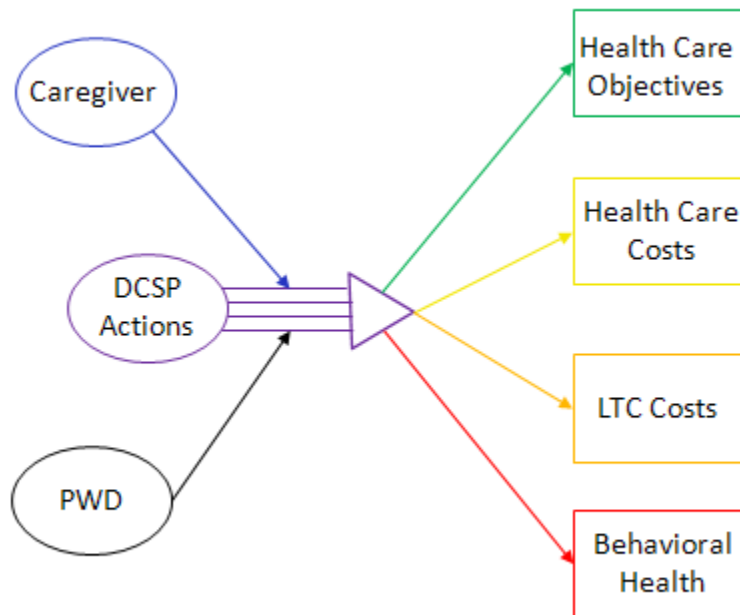 Caregiver
DCSP
Actions
PWD
Health Care
Objectives
Health Care
Costs
LTC Costs
Behavioral
Health